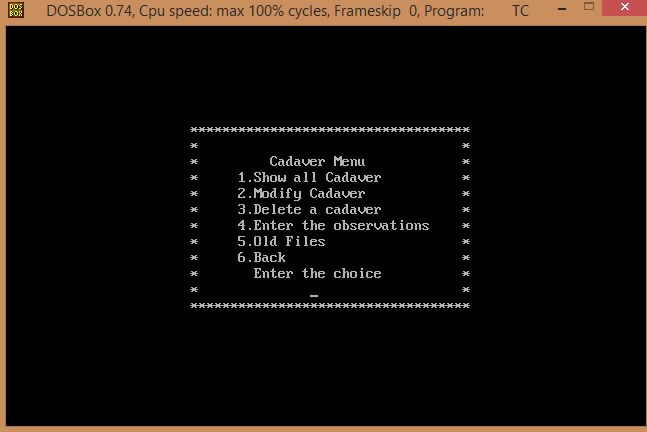 DOS BOX
DOSBox 0.74, Cpu speed: max 100% cycles, Frameskip 0, Program: TC
***********************************
* *
* Cadaver Menu *
* 1.Show all Cadaver *
* 2.Modify Cadaver *
* 3.Delete a cadaver *
* 4.Enter the observations *
* 5.Old Files *
* 6.Back *
* Enter the choice *
* _ *
***********************************